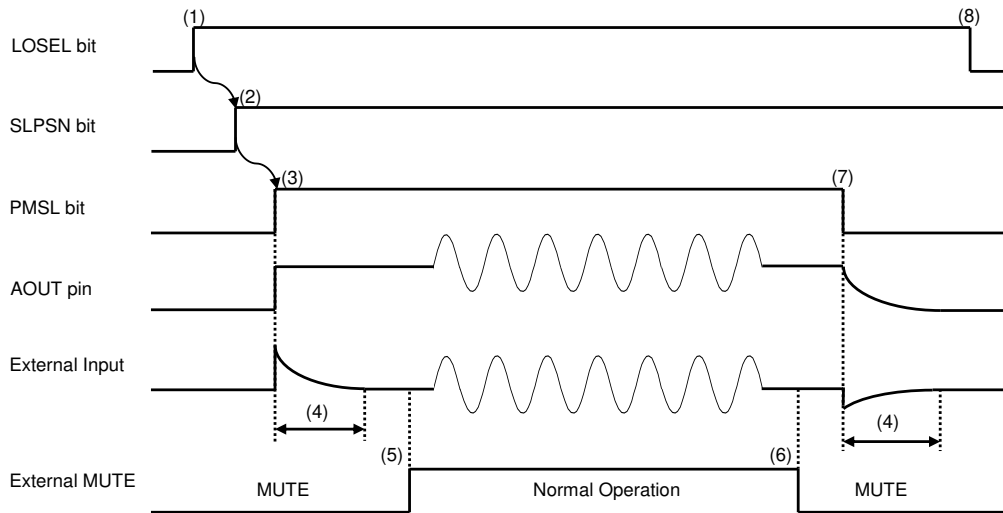 (1) (8)
LOSEL bit
(2)
SLPSN bit
(3) (7)
PMSL bit
AOUT pin
External Input
(4) (4)
(5) (6)
External MUTE MUTE Normal Operation MUTE